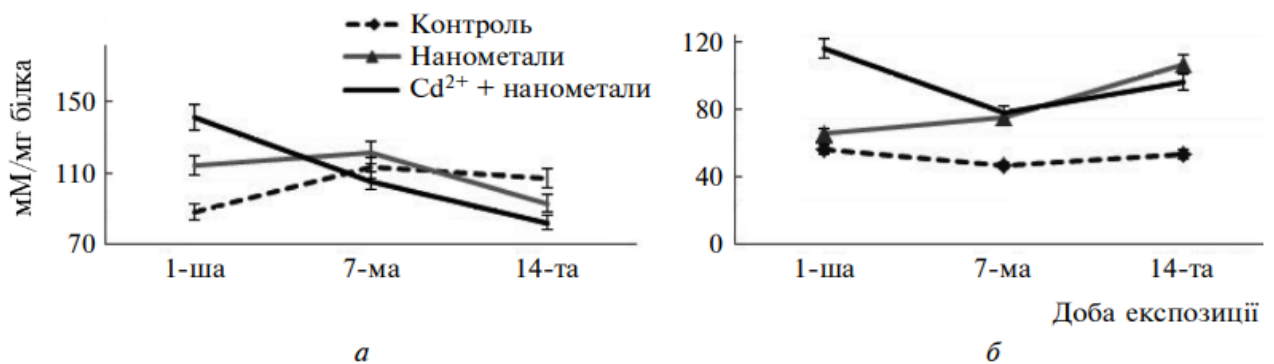 Контроль
Нанометали
Cd²⁺ + нанометали
мМ/мг білка
150
110
70
1-ша 7-ма 14-та
а
120
80
40
0
1-ша 7-ма 14-та
Доба експозиції
б